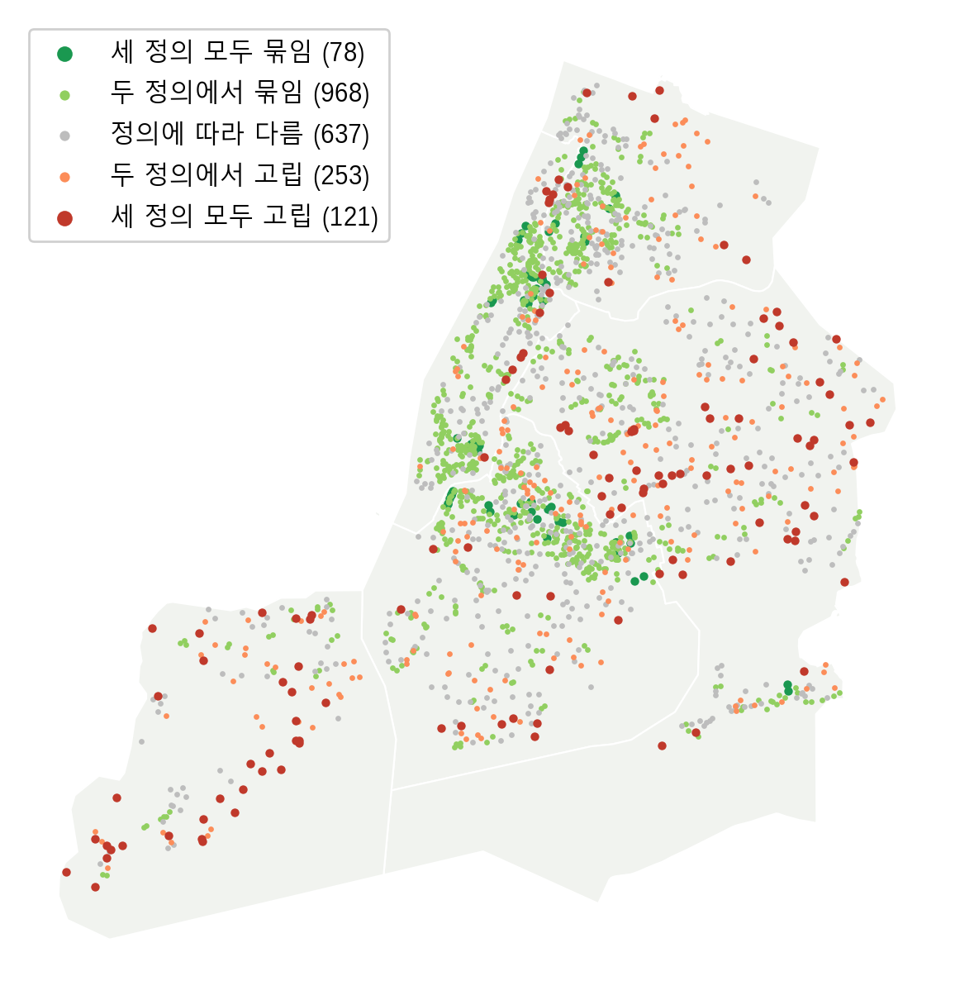 세 정의 모두 묶임 (78)
두 정의에서 묶임 (968)
정의에 따라 다름 (637)
두 정의에서 고립 (253)
세 정의 모두 고립 (121)